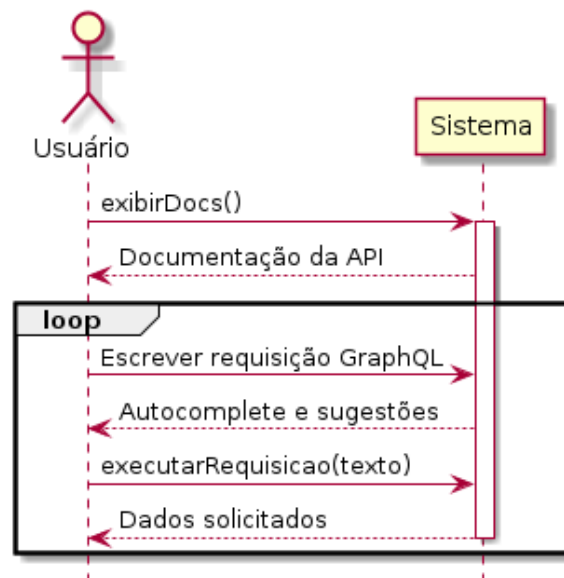 Usuário
Sistema
exibirDocs()
Documentação da API
loop
Escrever requisição GraphQL
Autocomplete e sugestões
executarRequisicao(texto)
Dados solicitados